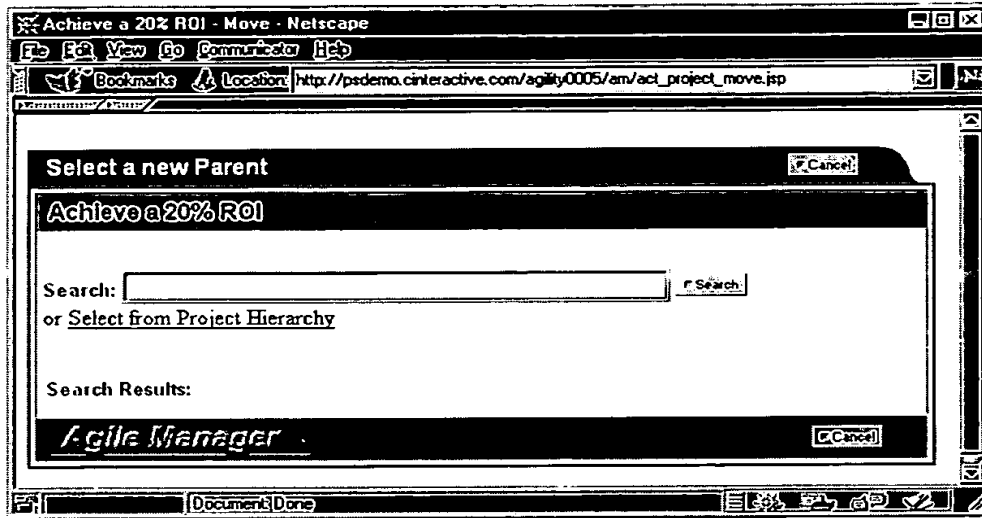 Achieve a 20% ROI - Move - Netscape
File Edit View Go Communicator Help
Bookmarks Location: http://psdemo.cinteractive.com/agility0005/am/act_project_move.jsp
Select a new Parent Cancel
Achieve a 20% ROI
Search: Search
or Select from Project Hierarchy
Search Results:
Agile Manager Cancel
Document: Done